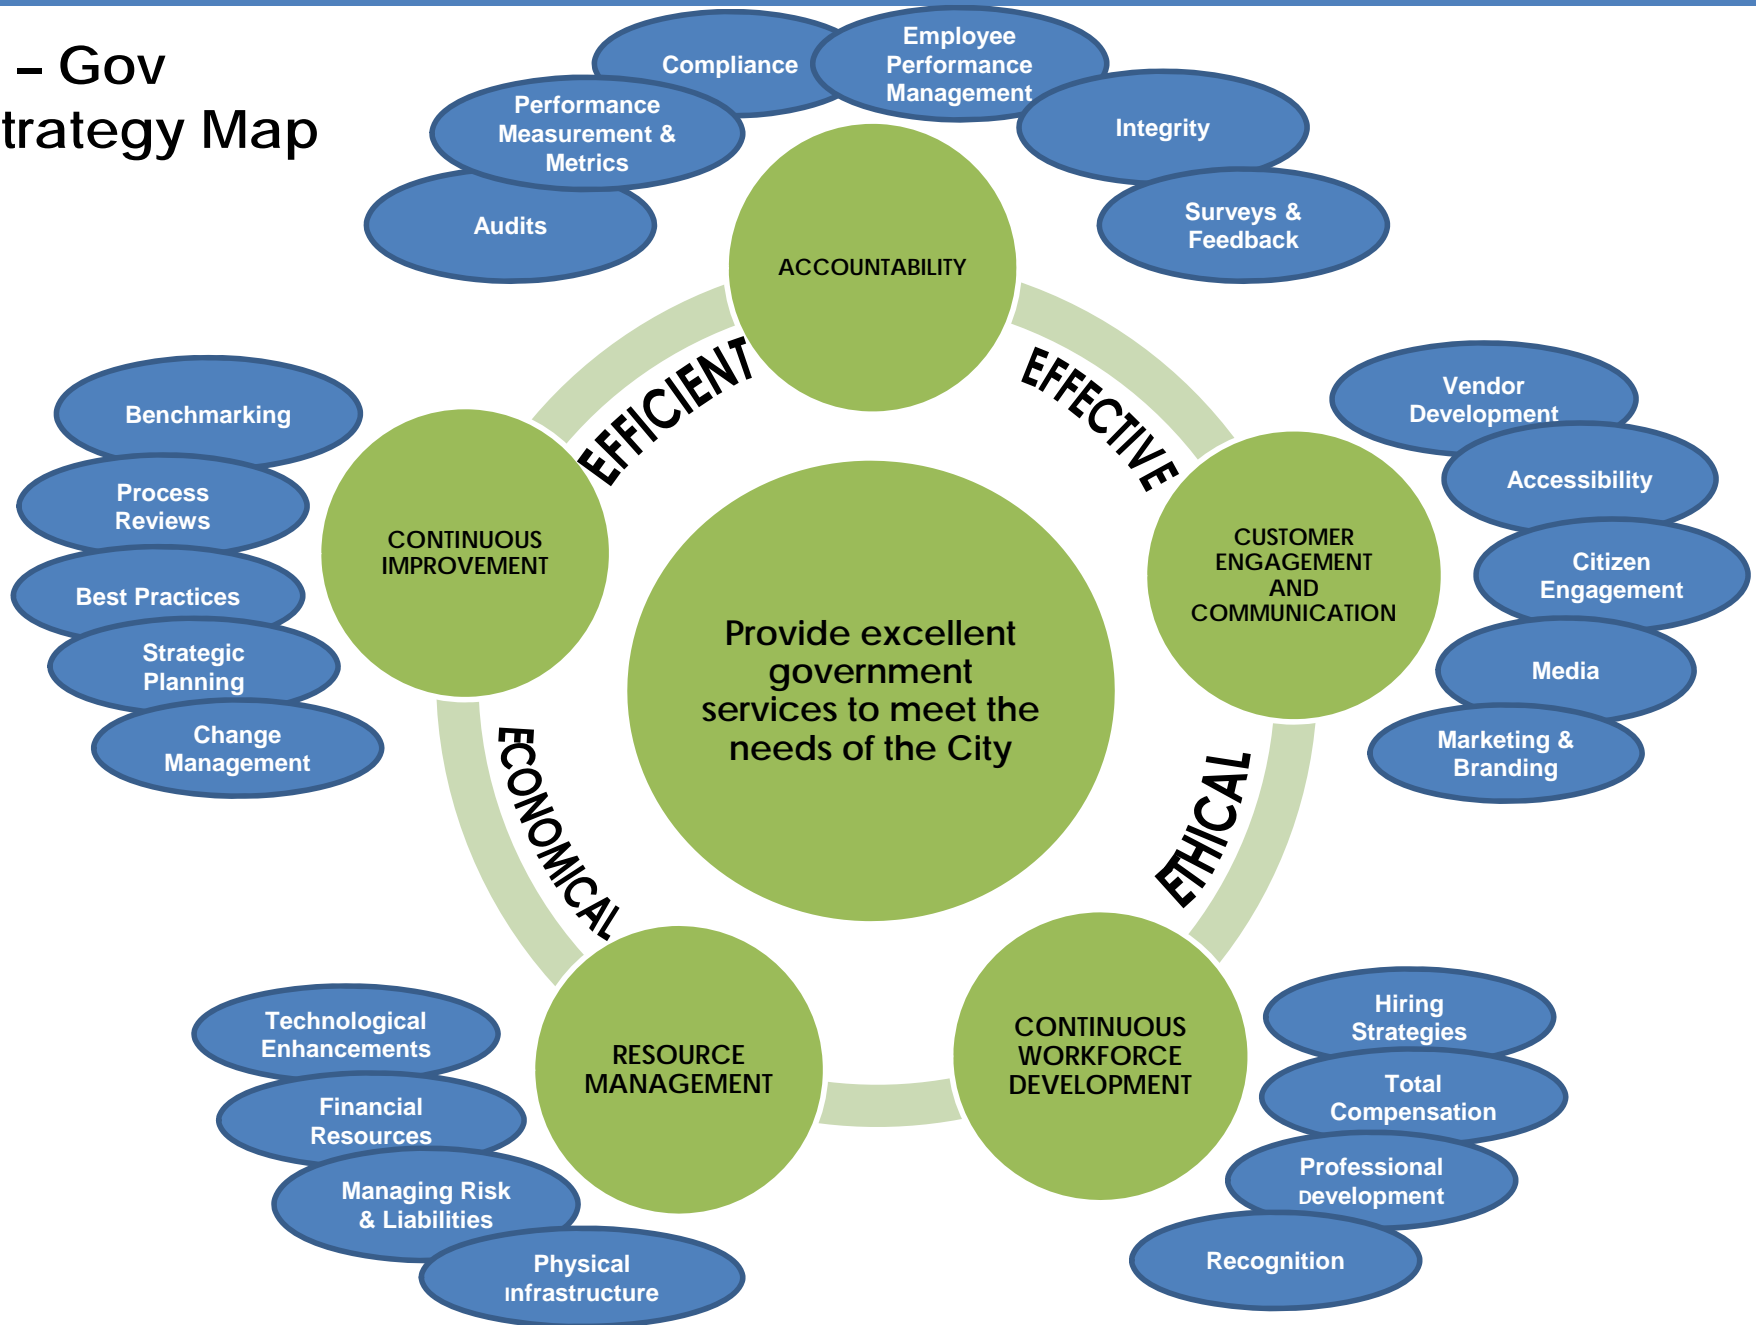 – Gov
trategy Map
Compliance
Employee
Performance
Management
Performance
Measurement &
Metrics
Integrity
Audits
Surveys &
Feedback
ACCOUNTABILITY
EFFICIENT
EFFECTIVE
Benchmarking
Process
Reviews
Best Practices
Strategic
Planning
Change
Management
CONTINUOUS
IMPROVEMENT
Vendor
Development
Accessibility
Citizen
Engagement
Media
Marketing &
Branding
CUSTOMER
ENGAGEMENT
AND
COMMUNICATION
Provide excellent
government
services to meet the
needs of the City
ECONOMICAL
ETHICAL
Technological
Enhancements
Financial
Resources
Managing Risk
& Liabilities
Physical
Infrastructure
RESOURCE
MANAGEMENT
CONTINUOUS
WORKFORCE
DEVELOPMENT
Hiring
Strategies
Total
Compensation
Professional
Development
Recognition